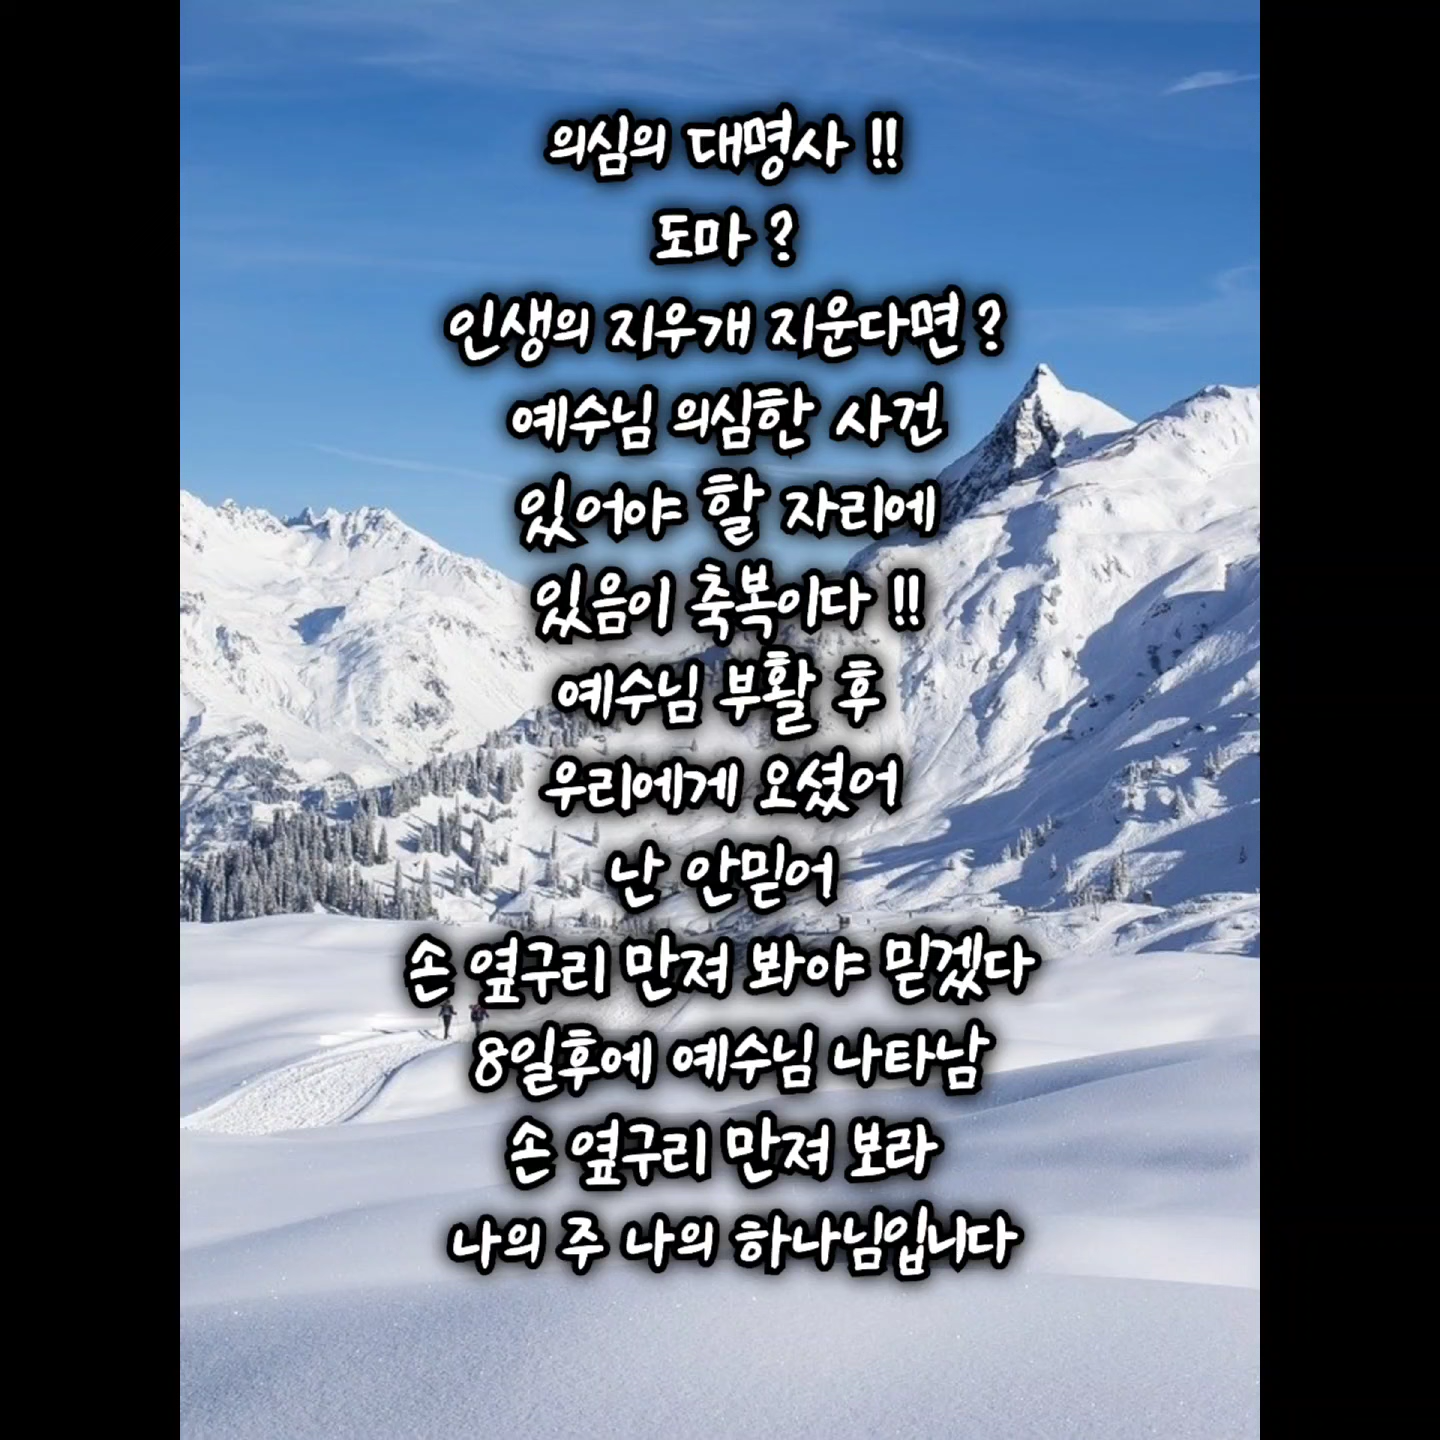 의심의 대명사 !!
도마 ?
인생의 지우개 지운다면 ?
예수님 의심한 사건
있어야 할 자리에
있음이 축복이다 !!
예수님 부활 후
우리에게 오셨어
난 안믿어
손 옆구리 만져 봐야 믿겠다
8일후에 예수님 나타남
손 옆구리 만져 보라
나의 주 나의 하나님입니다